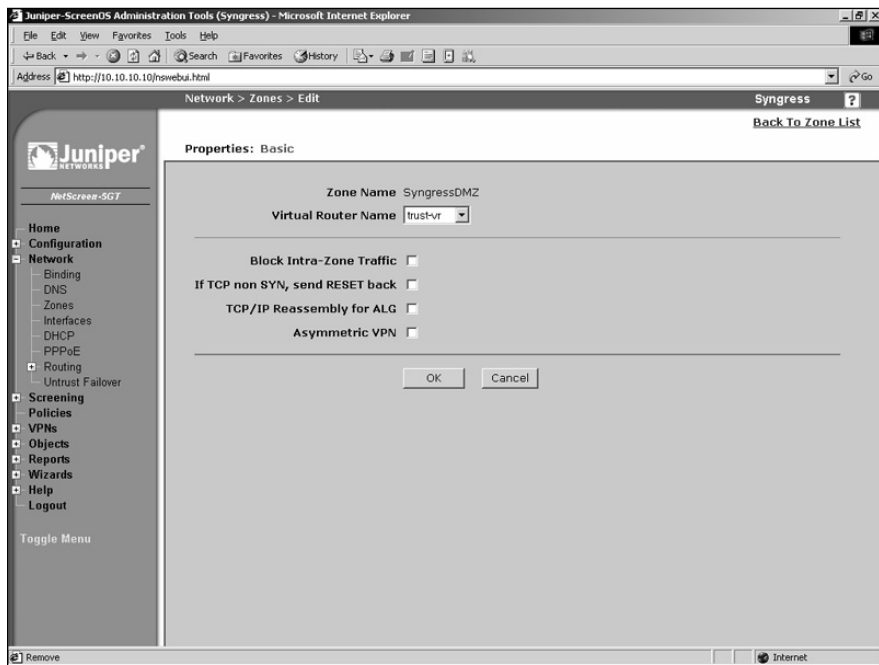 Juniper-ScreenOS Administration Tools (Syngress) - Microsoft Internet Explorer
File Edit View Favorites Tools Help
Back Search Favorites History
Address http://10.10.10.10/nswebui.html Go
Network > Zones > Edit Syngress ?
Back To Zone List
Juniper®
NETWORKS
NetScreen-5GT
Home
Configuration
Network
Binding
DNS
Zones
Interfaces
DHCP
PPPoE
Routing
Untrust Failover
Screening
Policies
VPNs
Objects
Reports
Wizards
Help
Logout
Toggle Menu
Properties: Basic
Zone Name SyngressDMZ
Virtual Router Name trust-vr
Block Intra-Zone Traffic
If TCP non SYN, send RESET back
TCP/IP Reassembly for ALG
Asymmetric VPN
OK Cancel
Remove Internet